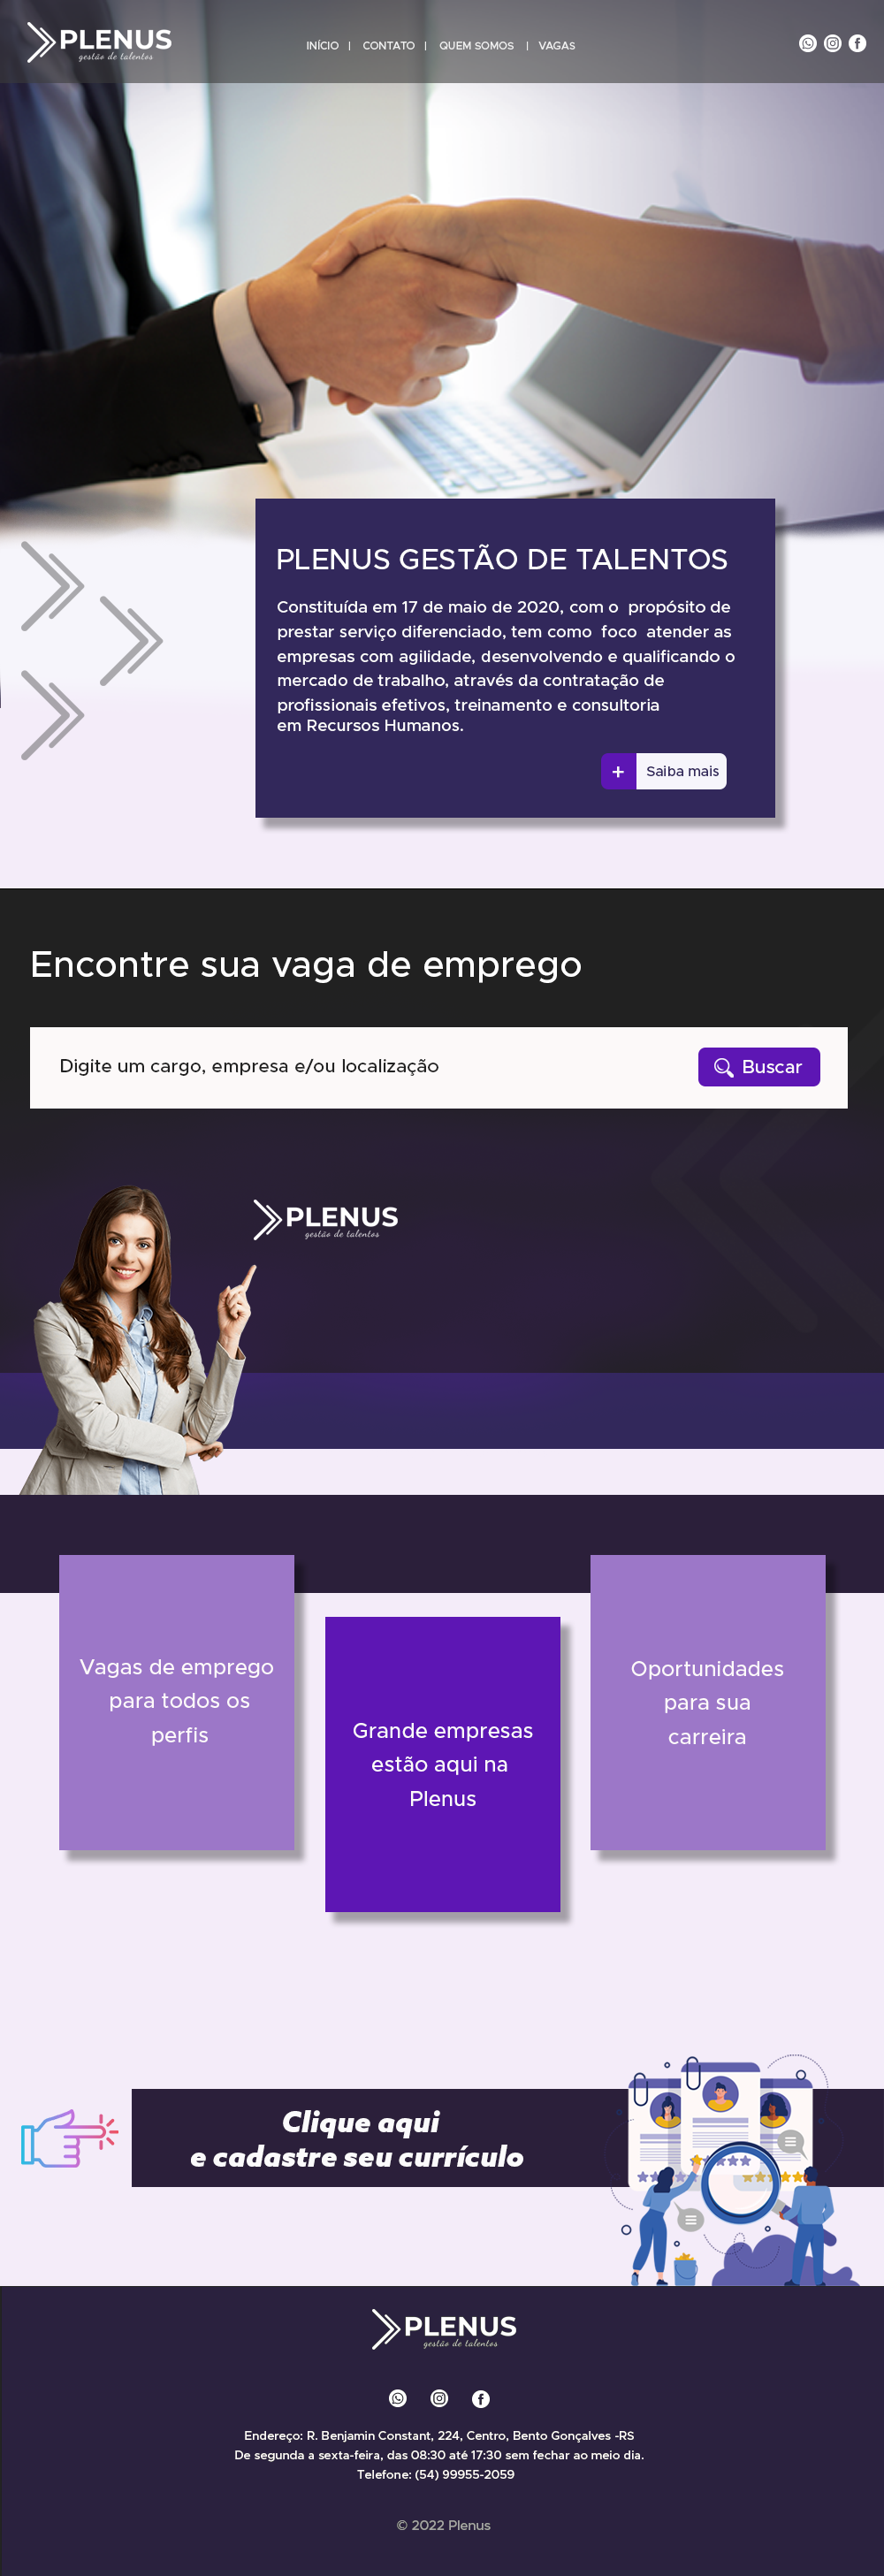 PLENUS
gestão de talentos
INÍCIO | CONTATO | QUEM SOMOS | VAGAS
PLENUS GESTÃO DE TALENTOS
Constituída em 17 de maio de 2020, com o propósito de
prestar serviço diferenciado, tem como foco atender as
empresas com agilidade, desenvolvendo e qualificando o
mercado de trabalho, através da contratação de
profissionais efetivos, treinamento e consultoria
em Recursos Humanos.
+ Saiba mais
Encontre sua vaga de emprego
Digite um cargo, empresa e/ou localização
Buscar
PLENUS
gestão de talentos
Vagas de emprego
para todos os
perfis
Grande empresas
estão aqui na
Plenus
Oportunidades
para sua
carreira
Clique aqui
e cadastre seu currículo
PLENUS
gestão de talentos
Endereço: R. Benjamin Constant, 224, Centro, Bento Gonçalves -RS
De segunda a sexta-feira, das 08:30 até 17:30 sem fechar ao meio dia.
Telefone: (54) 99955-2059
© 2022 Plenus